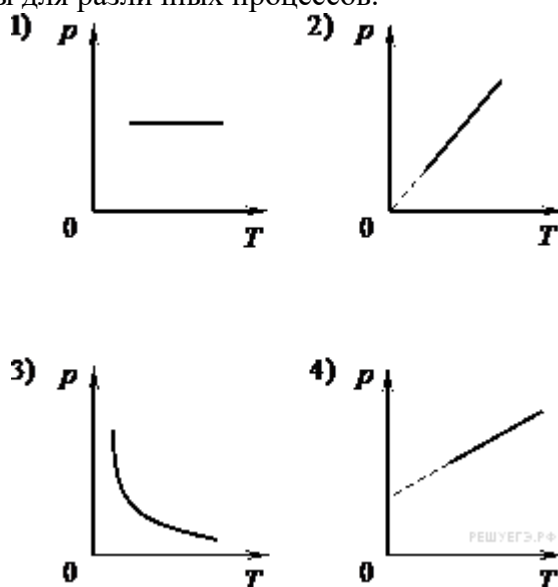 ы для различных процессов.
1) p 2) p
0 T 0 T
3) p 4) p
РЕШУЕГЭ.РФ
0 T 0 T